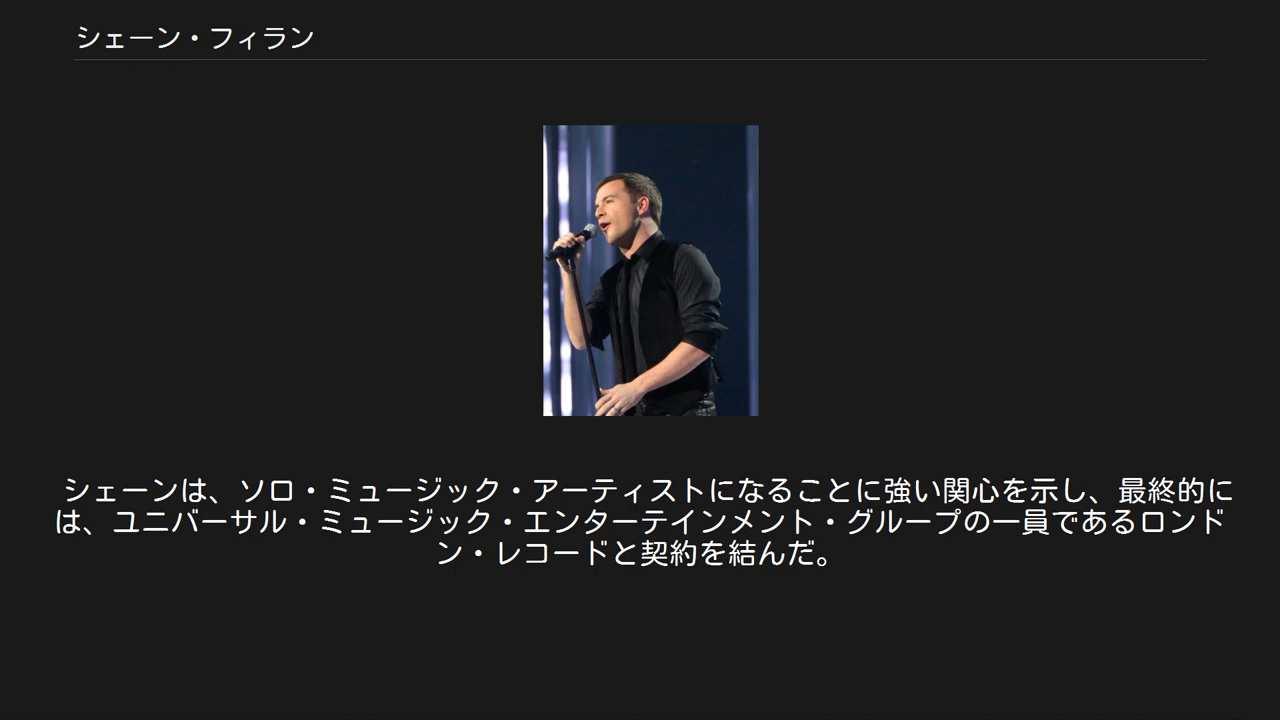 シェーン・フィラン
シェーンは、ソロ・ミュージック・アーティストになることに強い関心を示し、最終的に
は、ユニバーサル・ミュージック・エンターテインメント・グループの一員であるロンド
ン・レコードと契約を結んだ。